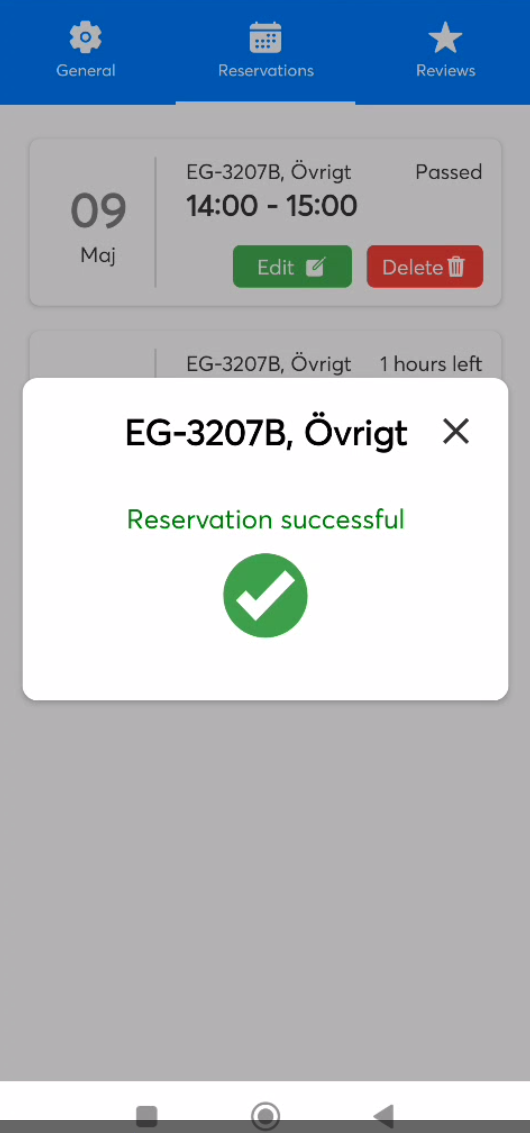 General
Reservations
Reviews
EG-3207B, Övrigt
Passed
09
14:00 - 15:00
Maj
Edit
Delete
EG-3207B, Övrigt
1 hours left
EG-3207B, Övrigt
Reservation successful